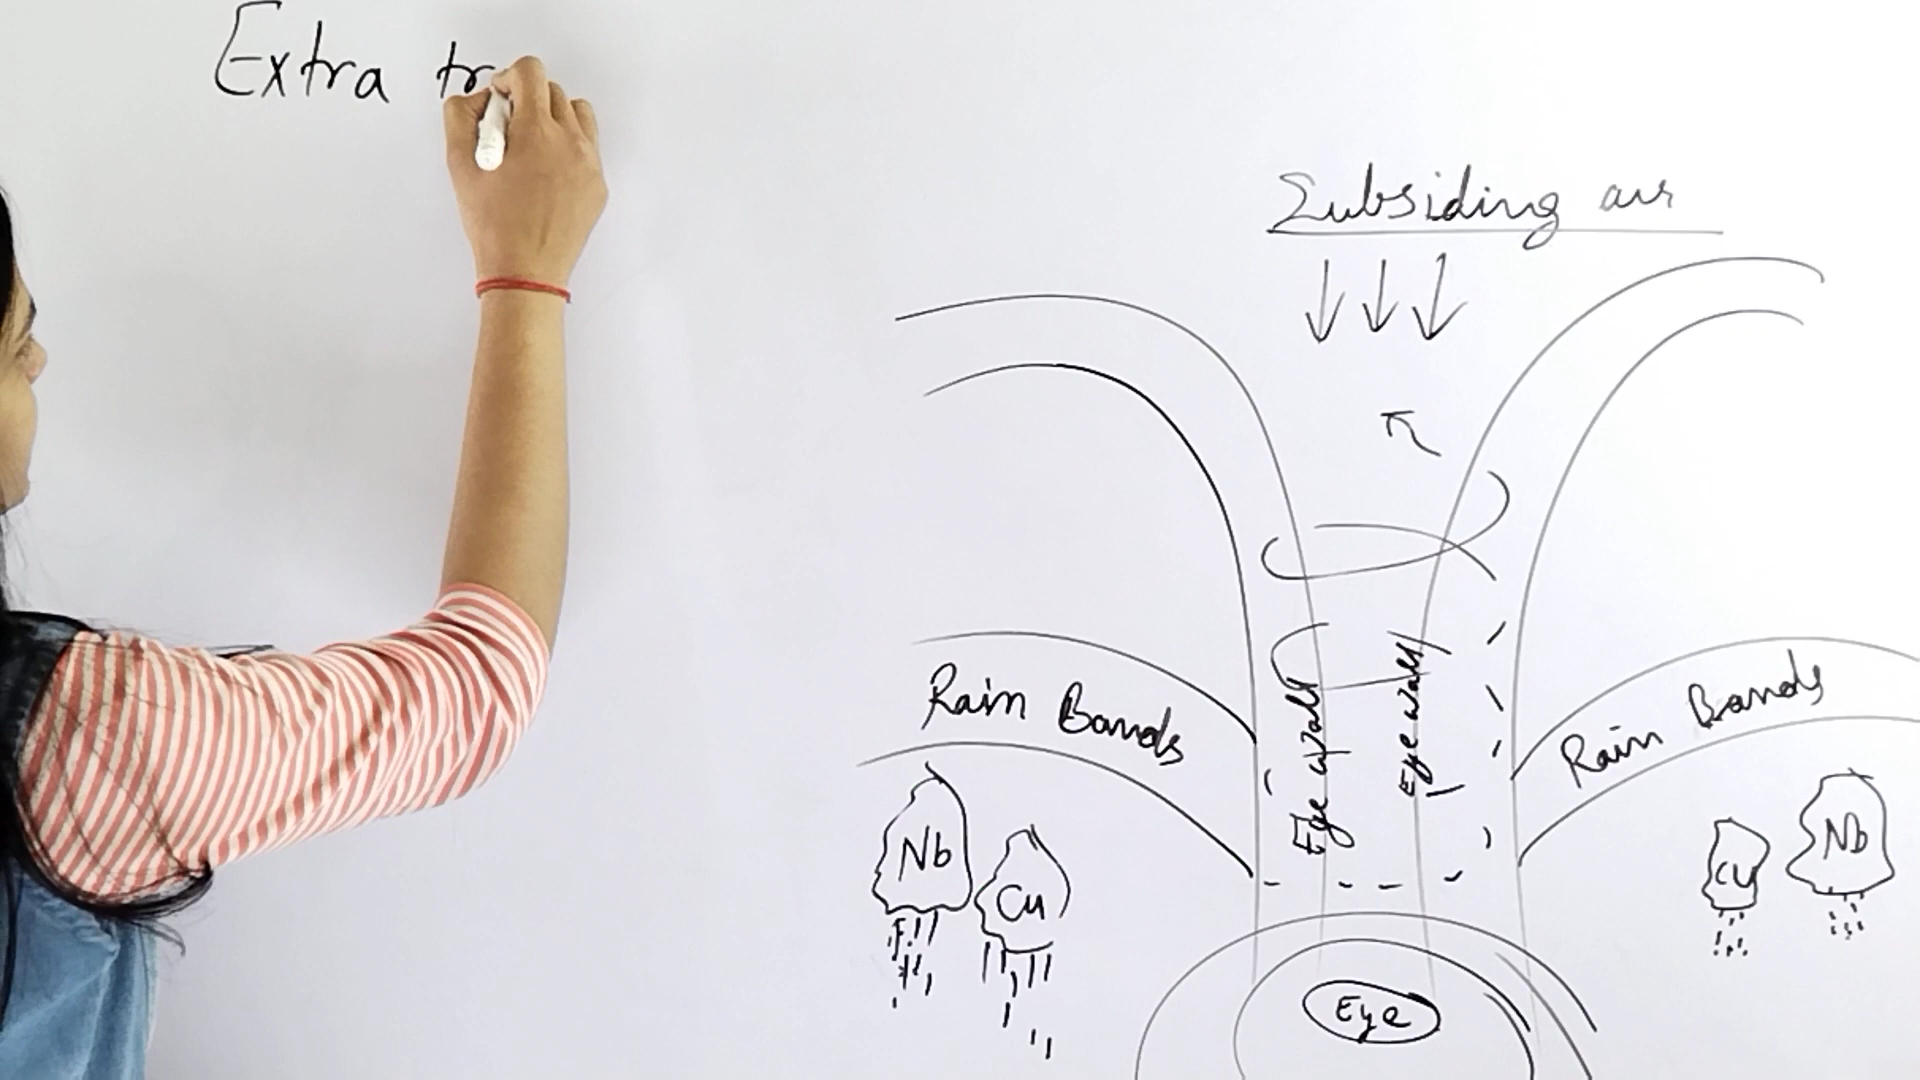 Extra tr
Subsiding air
Rain Bands
Eye wall
Eye wall
Rain Bands
Nb
Cu
Cu
Nb
Eye